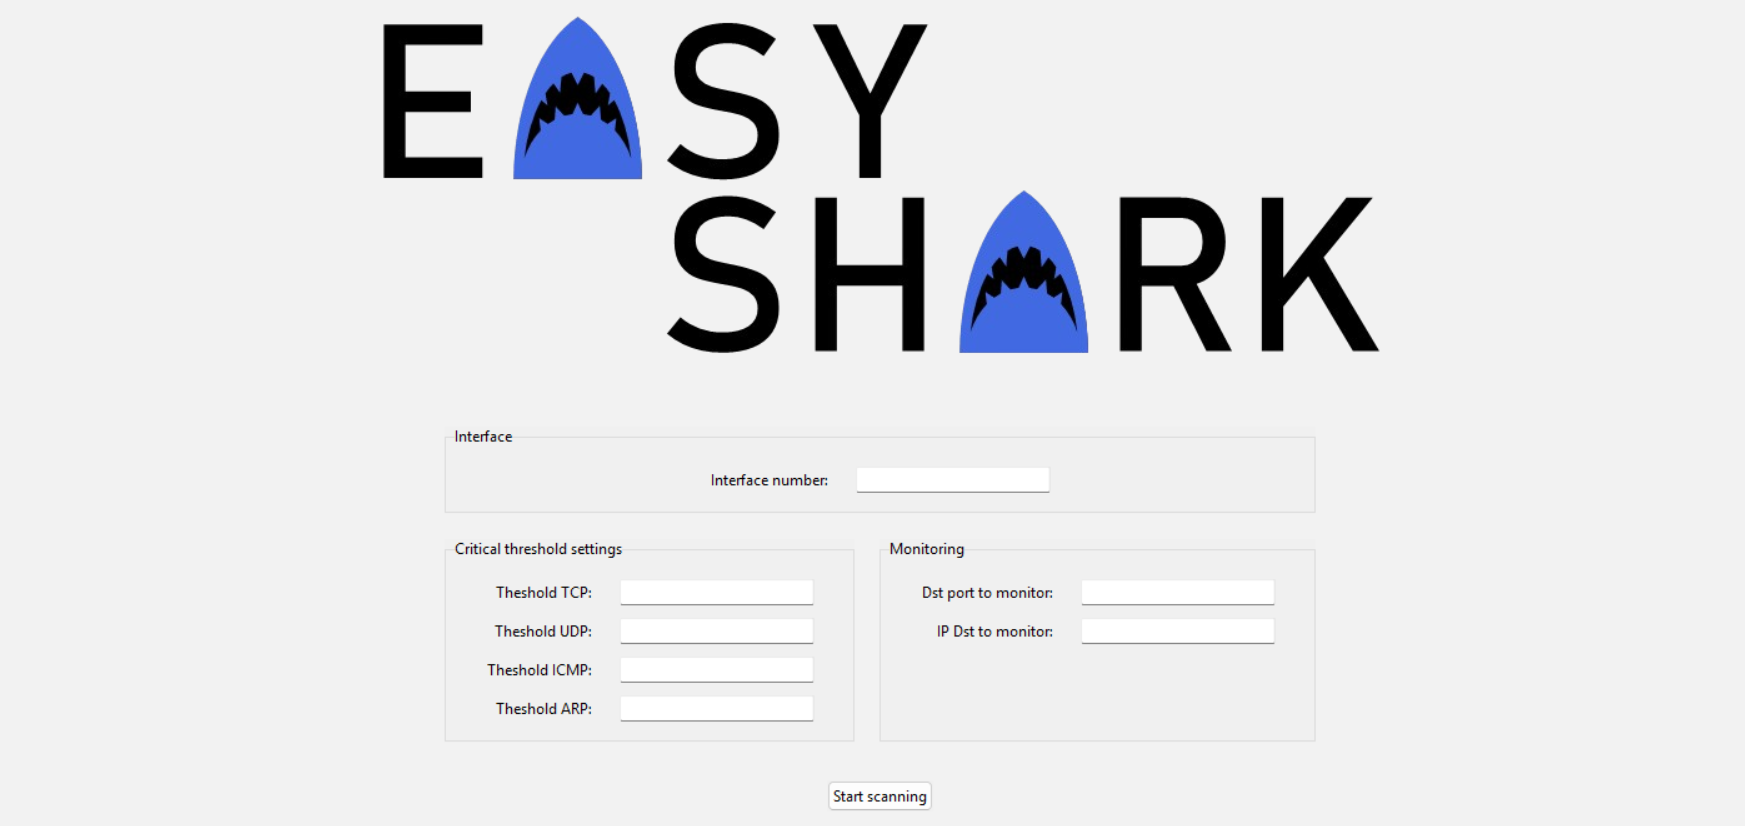 EASY
SHARK
Interface
Interface number:
Critical threshold settings
Theshold TCP:
Theshold UDP:
Theshold ICMP:
Theshold ARP:
Monitoring
Dst port to monitor:
IP Dst to monitor:
Start scanning